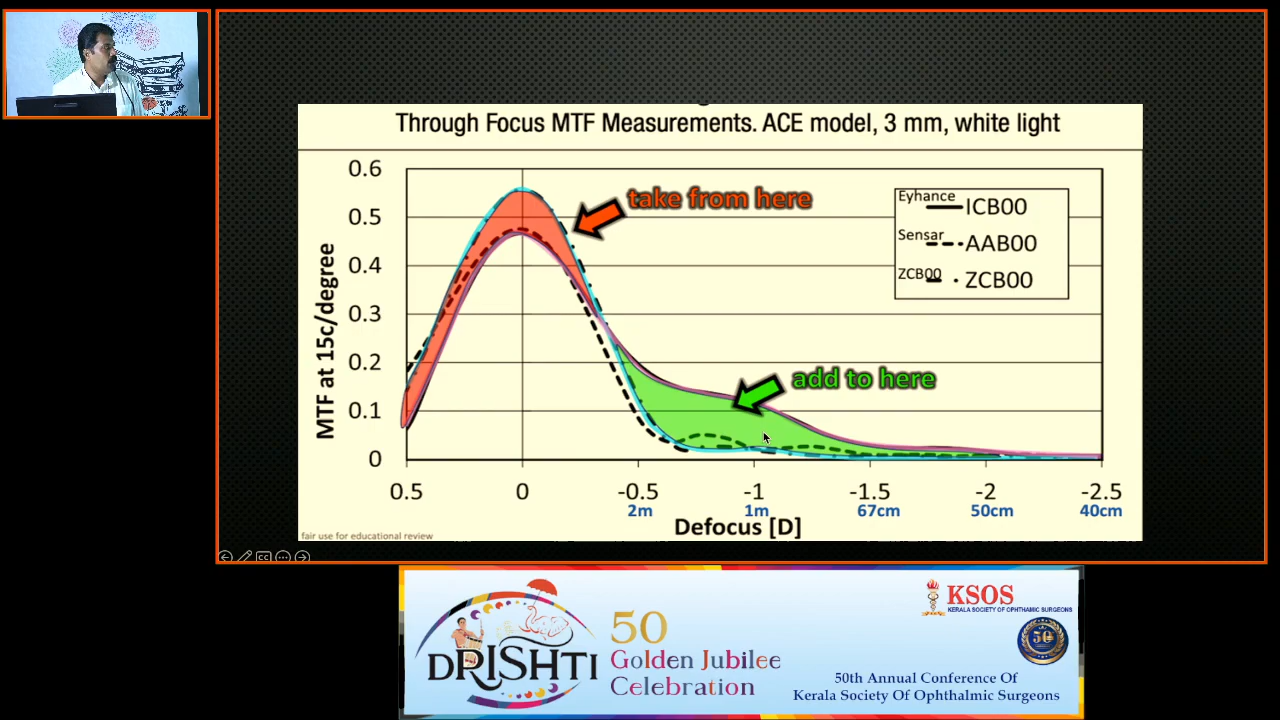 Through Focus MTF Measurements. ACE model, 3 mm, white light
MTF at 15c/degree
0.6
0.5
0.4
0.3
0.2
0.1
0
take from here
add to here
Eyhance
ICB00
Sensar
AAB00
ZCB00
ZCB00
0.5 0 -0.5 -1 -1.5 -2 -2.5
2m 1m 67cm 50cm 40cm
Defocus [D]
fair use for educational review
DRISHTI
50
Golden Jubilee
Celebration
KSOS
KERALA SOCIETY OF OPHTHAMIC SURGEONS
50
50th Annual Conference Of
Kerala Society Of Ophthalmic Surgeons